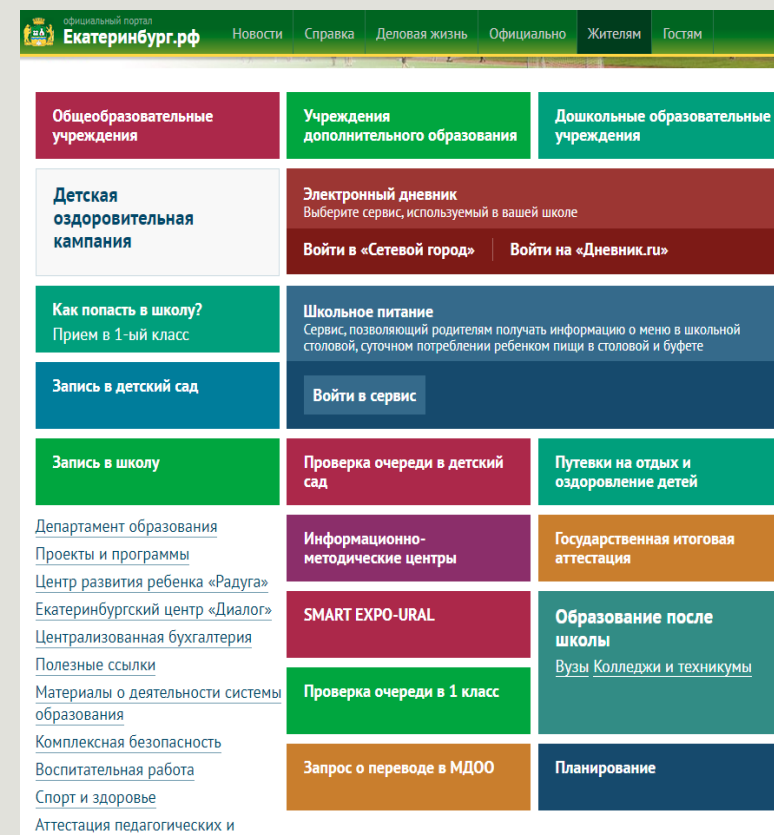 официальный портал
Екатеринбург.рф
Новости
Справка
Деловая жизнь
Официально
Жителям
Гостям
Общеобразовательные
учреждения
Учреждения
дополнительного образования
Дошкольные образовательные
учреждения
Детская
оздоровительная
кампания
Электронный дневник
Выберите сервис, используемый в вашей школе
Войти в «Сетевой город»
Войти на «Дневник.ru»
Как попасть в школу?
Прием в 1-ый класс
Школьное питание
Сервис, позволяющий родителям получать информацию о меню в школьной
столовой, суточном потреблении ребенком пищи в столовой и буфете
Войти в сервис
Запись в детский сад
Запись в школу
Проверка очереди в детский
сад
Путевки на отдых и
оздоровление детей
Информационно-
методические центры
Государственная итоговая
аттестация
SMART EXPO-URAL
Образование после
школы
Вузы Колледжи и техникумы
Проверка очереди в 1 класс
Запрос о переводе в МДОО
Планирование
Департамент образования
Проекты и программы
Центр развития ребенка «Радуга»
Екатеринбургский центр «Диалог»
Централизованная бухгалтерия
Полезные ссылки
Материалы о деятельности системы
образования
Комплексная безопасность
Воспитательная работа
Спорт и здоровье
Аттестация педагогических и